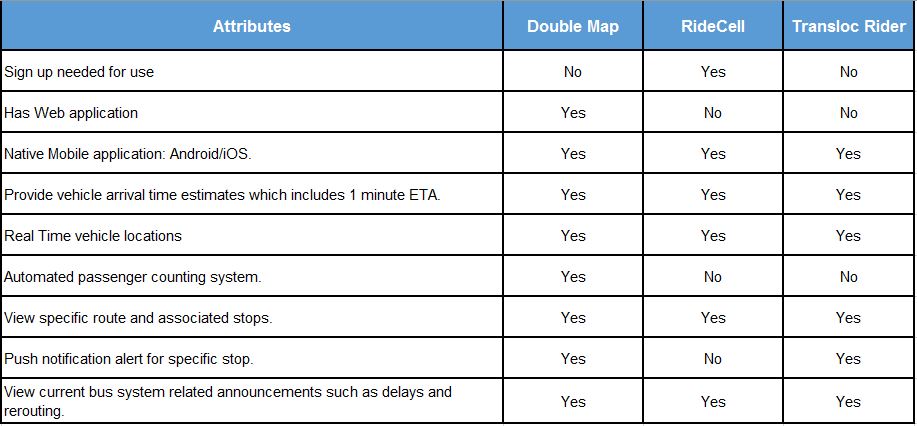 Attributes Double Map RideCell Transloc Rider
Sign up needed for use No Yes No
Has Web application Yes No No
Native Mobile application: Android/iOS. Yes Yes Yes
Provide vehicle arrival time estimates which includes 1 minute ETA. Yes Yes Yes
Real Time vehicle locations Yes Yes Yes
Automated passenger counting system. Yes No No
View specific route and associated stops. Yes Yes Yes
Push notification alert for specific stop. Yes No Yes
View current bus system related announcements such as delays and
rerouting. Yes Yes Yes